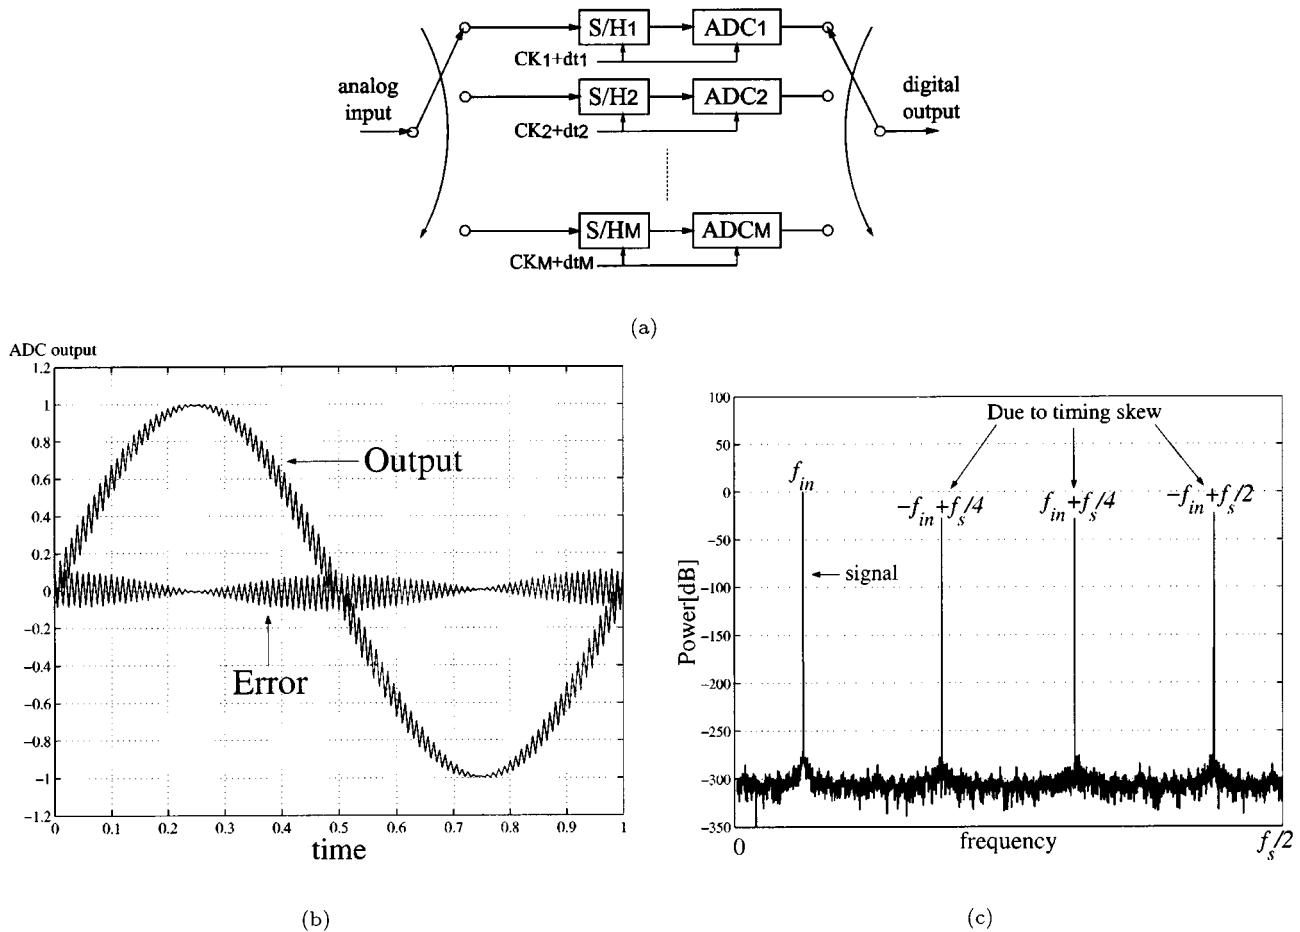 S/H1 ADC1
CK1+dt1
analog
input
S/H2 ADC2
CK2+dt2
digital
output
S/HM ADCM
CKM+dtM
(a)
ADC output
1.2
1
0.8
0.6
0.4
0.2
0
−0.2
−0.4
−0.6
−0.8
−1
−1.2
Output
Error
0 0.1 0.2 0.3 0.4 0.5 0.6 0.7 0.8 0.9 1
time
(b)
100
50
0
−50
−100
−150
−200
−250
−300
−350
Power[dB]
Due to timing skew
f_in
−f_in+f_s/4
f_in+f_s/4
−f_in+f_s/2
signal
0 frequency f_s/2
(c)